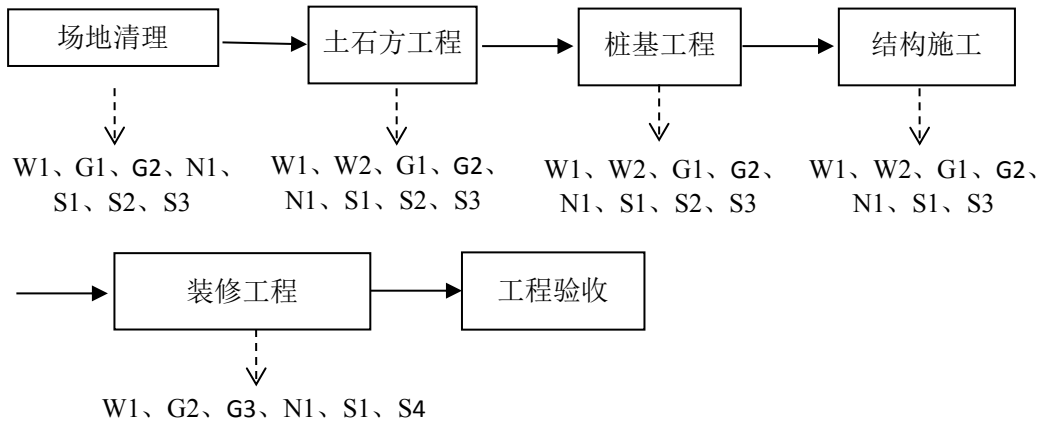 场地清理
土石方工程
桩基工程
结构施工
W1、G1、G2、N1、
S1、S2、S3
W1、W2、G1、G2、
N1、S1、S2、S3
W1、W2、G1、G2、
N1、S1、S2、S3
W1、W2、G1、G2、
N1、S1、S3
装修工程
工程验收
W1、G2、G3、N1、S1、S4